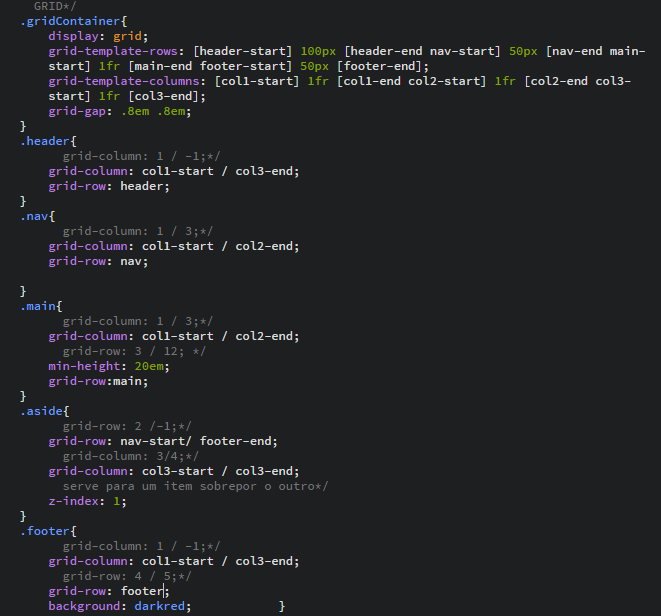 GRID*/
.gridContainer{
display: grid;
grid-template-rows: [header-start] 100px [header-end nav-start] 50px [nav-end main-
start] 1fr [main-end footer-start] 50px [footer-end];
grid-template-columns: [col1-start] 1fr [col1-end col2-start] 1fr [col2-end col3-
start] 1fr [col3-end];
grid-gap: .8em .8em;
}
.header{
grid-column: 1 / -1;*/
grid-column: col1-start / col3-end;
grid-row: header;
}
.nav{
grid-column: 1 / 3;*/
grid-column: col1-start / col2-end;
grid-row: nav;
}
.main{
grid-column: 1 / 3;*/
grid-column: col1-start / col2-end;
grid-row: 3 / 12; */
min-height: 20em;
grid-row:main;
}
.aside{
grid-row: 2 /-1;*/
grid-row: nav-start/ footer-end;
grid-column: 3/4;*/
grid-column: col3-start / col3-end;
serve para um item sobrepor o outro*/
z-index: 1;
}
.footer{
grid-column: 1 / -1;*/
grid-column: col1-start / col3-end;
grid-row: 4 / 5;*/
grid-row: footer;
background: darkred; }